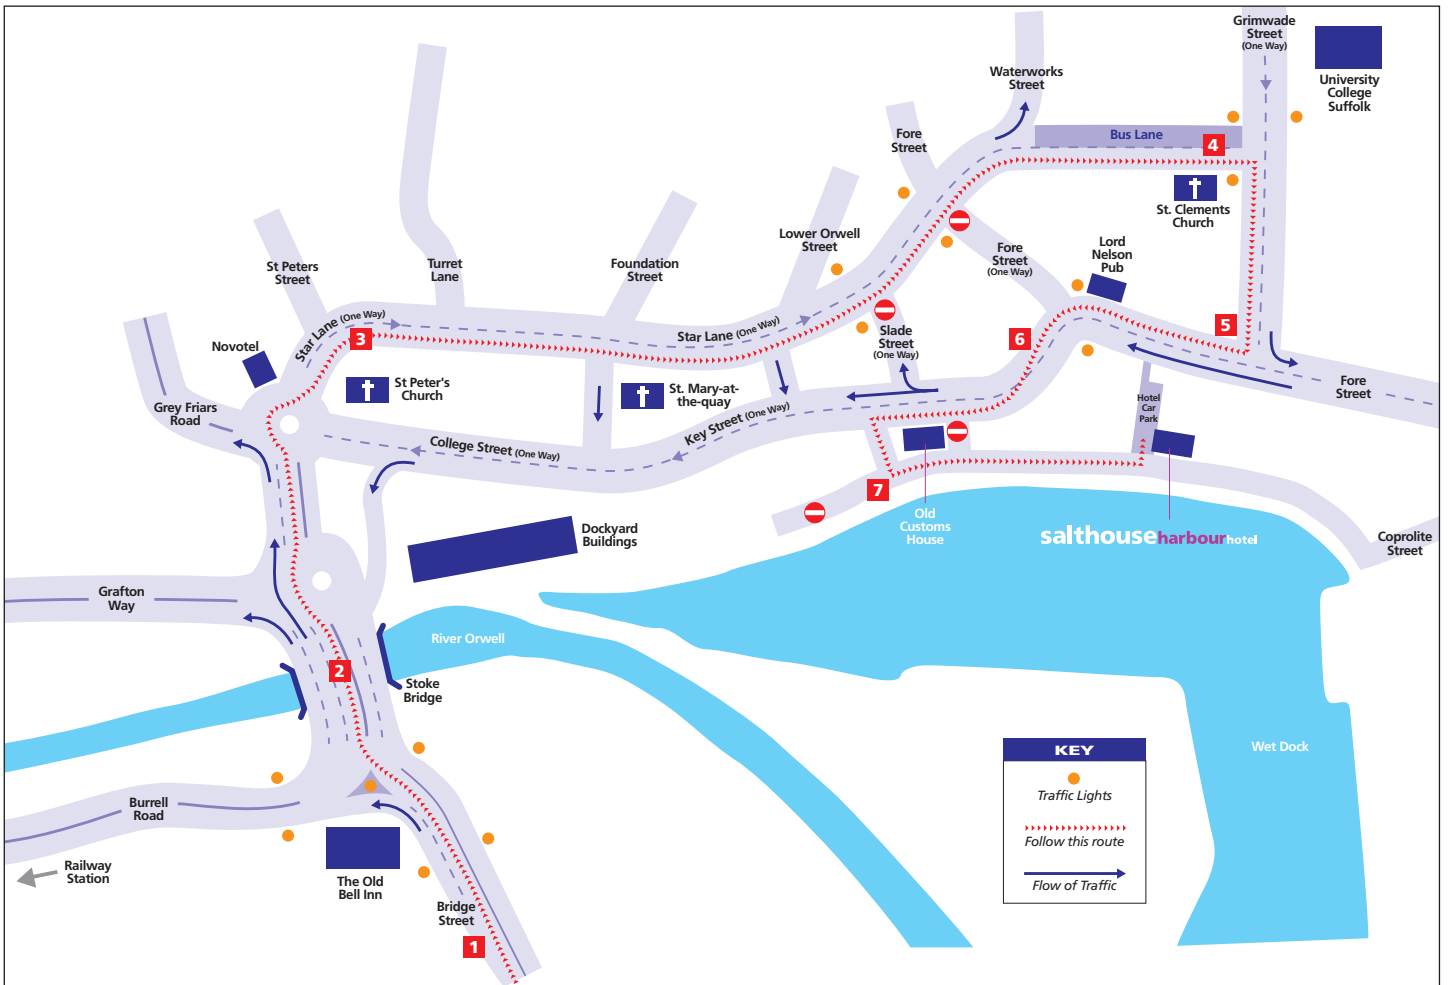 Grimwade
Street
(One Way)
University
College
Suffolk
Waterworks
Street
Bus Lane
4
Fore
Street
St. Clements
Church
Lower Orwell
Street
Fore
Street
(One Way)
Lord
Nelson
Pub
St Peters
Street
Turret
Lane
Foundation
Street
Star Lane (One Way)
3
Star Lane (One Way)
Slade
Street
(One Way)
6
5
Novotel
St Peter's
Church
St. Mary-at-
the-quay
Grey Friars
Road
Key Street (One Way)
College Street (One Way)
Hotel
Car
Park
Fore
Street
7
Old
Customs
House
salthouseharbourhotel
Coprolite
Street
Dockyard
Buildings
Grafton
Way
River Orwell
2
Stoke
Bridge
Wet Dock
KEY
Traffic Lights
Follow this route
Flow of Traffic
Burrell
Road
Railway
Station
The Old
Bell Inn
Bridge
Street
1